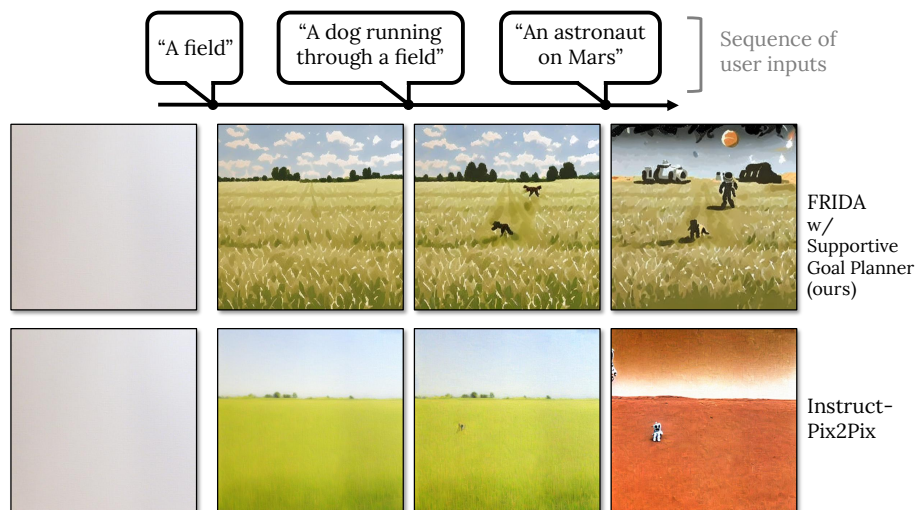 “A field”
“A dog running
through a field”
“An astronaut
on Mars”
Sequence of
user inputs
FRIDA
w/
Supportive
Goal Planner
(ours)
Instruct-
Pix2Pix